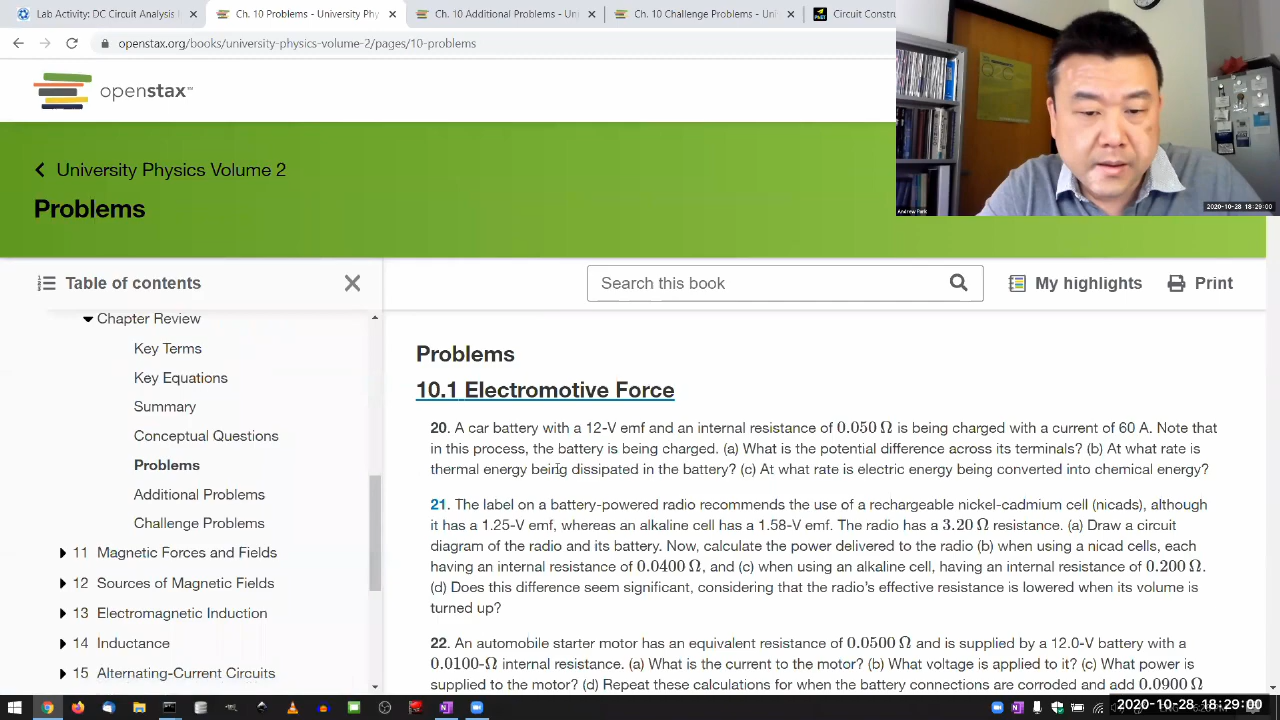 Lab Activity: DC Circuit Analysis
Ch. 10 Problems - University Phy
Ch. 10 Additional Problems - Uni
Ch. 10 Challenge Problems - Uni
Circuit Constru
openstax.org/books/university-physics-volume-2/pages/10-problems
openstax™
University Physics Volume 2
Problems
Andrew Park
2020-10-28 18:29:00
Table of contents
Search this book
My highlights
Print
Chapter Review
Key Terms
Key Equations
Summary
Conceptual Questions
Problems
Additional Problems
Challenge Problems
11 Magnetic Forces and Fields
12 Sources of Magnetic Fields
13 Electromagnetic Induction
14 Inductance
15 Alternating-Current Circuits
Problems
10.1 Electromotive Force
20. A car battery with a 12-V emf and an internal resistance of 0.050 Ω is being charged with a current of 60 A. Note that
in this process, the battery is being charged. (a) What is the potential difference across its terminals? (b) At what rate is
thermal energy being dissipated in the battery? (c) At what rate is electric energy being converted into chemical energy?
21. The label on a battery-powered radio recommends the use of a rechargeable nickel-cadmium cell (nicads), although
it has a 1.25-V emf, whereas an alkaline cell has a 1.58-V emf. The radio has a 3.20 Ω resistance. (a) Draw a circuit
diagram of the radio and its battery. Now, calculate the power delivered to the radio (b) when using a nicad cells, each
having an internal resistance of 0.0400 Ω, and (c) when using an alkaline cell, having an internal resistance of 0.200 Ω.
(d) Does this difference seem significant, considering that the radio's effective resistance is lowered when its volume is
turned up?
22. An automobile starter motor has an equivalent resistance of 0.0500 Ω and is supplied by a 12.0-V battery with a
0.0100-Ω internal resistance. (a) What is the current to the motor? (b) What voltage is applied to it? (c) What power is
supplied to the motor? (d) Repeat these calculations for when the battery connections are corroded and add 0.0900 Ω
2020-10-28 18:29:00